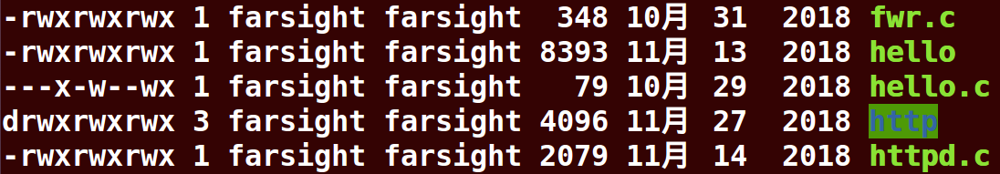 -rwxrwxrwx 1 farsight farsight  348 10月 31  2018 fwr.c
-rwxrwxrwx 1 farsight farsight 8393 11月 13  2018 hello
---x-w--wx 1 farsight farsight   79 10月 29  2018 hello.c
drwxrwxrwx 3 farsight farsight 4096 11月 27  2018 http
-rwxrwxrwx 1 farsight farsight 2079 11月 14  2018 httpd.c